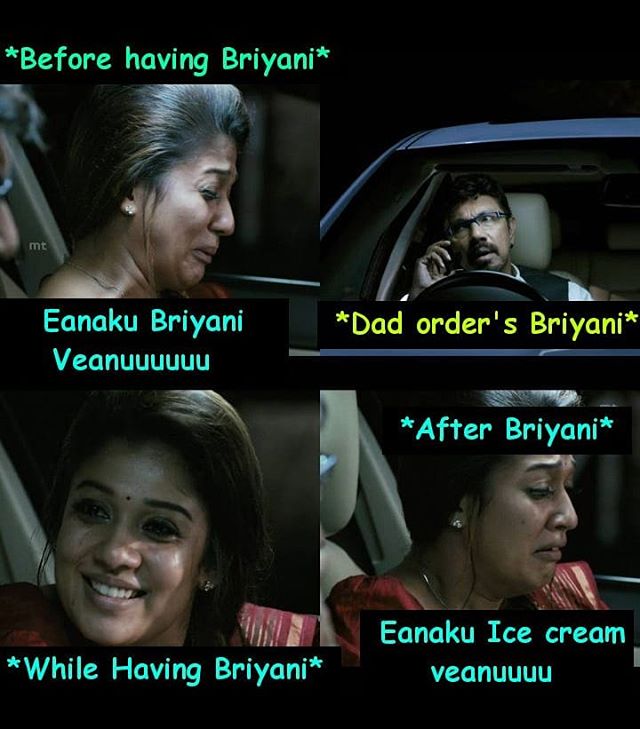 *Before having Briyani*
mt
Eanaku Briyani
Veanuuuuuu
*Dad order's Briyani*
*While Having Briyani*
*After Briyani*
Eanaku Ice cream
veanuuuu